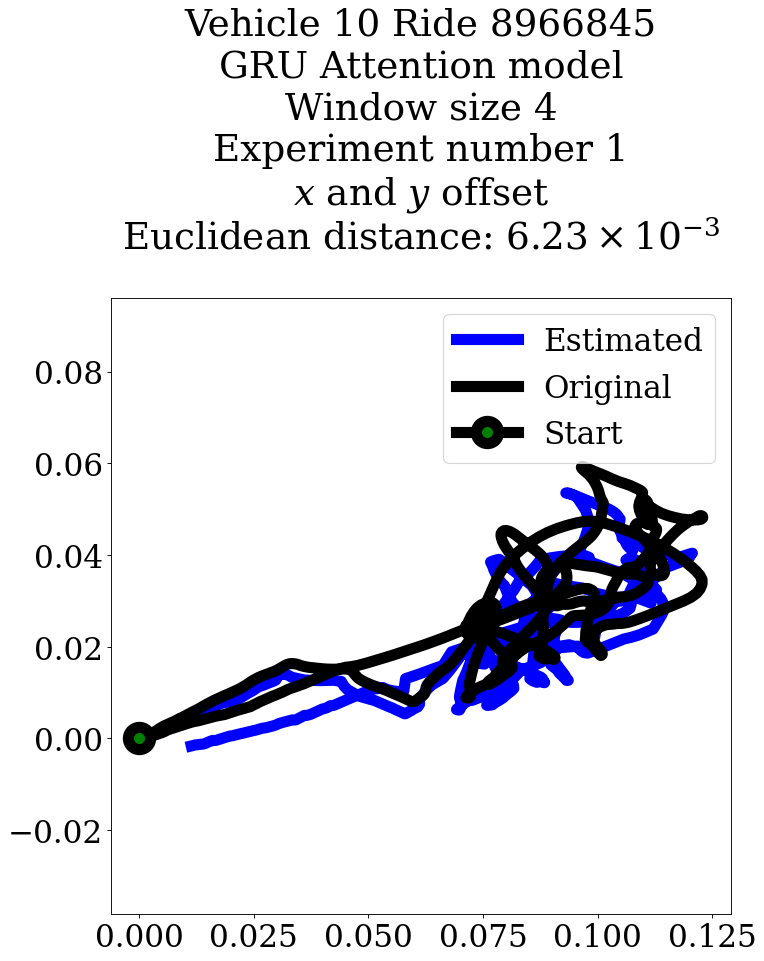 Vehicle 10 Ride 8966845
GRU Attention model
Window size 4
Experiment number 1
x and y offset
Euclidean distance: 6.23 × 10⁻³
Estimated
Original
Start
0.08
0.06
0.04
0.02
0.00
−0.02
0.000 0.025 0.050 0.075 0.100 0.125